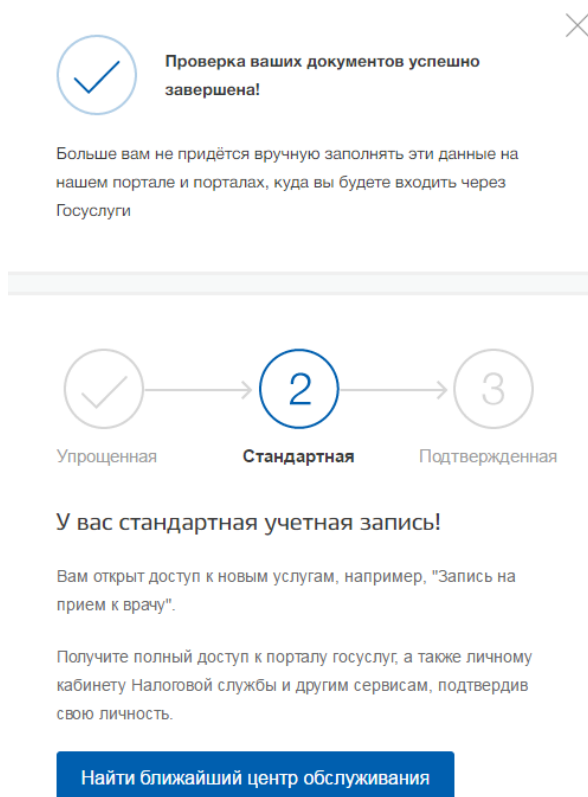 Проверка ваших документов успешно
завершена!
Больше вам не придётся вручную заполнять эти данные на
нашем портале и порталах, куда вы будете входить через
Госуслуги
2
3
Упрощенная
Стандартная
Подтвержденная
У вас стандартная учетная запись!
Вам открыт доступ к новым услугам, например, "Запись на
прием к врачу".
Получите полный доступ к порталу госуслуг, а также личному
кабинету Налоговой службы и другим сервисам, подтвердив
свою личность.
Найти ближайший центр обслуживания